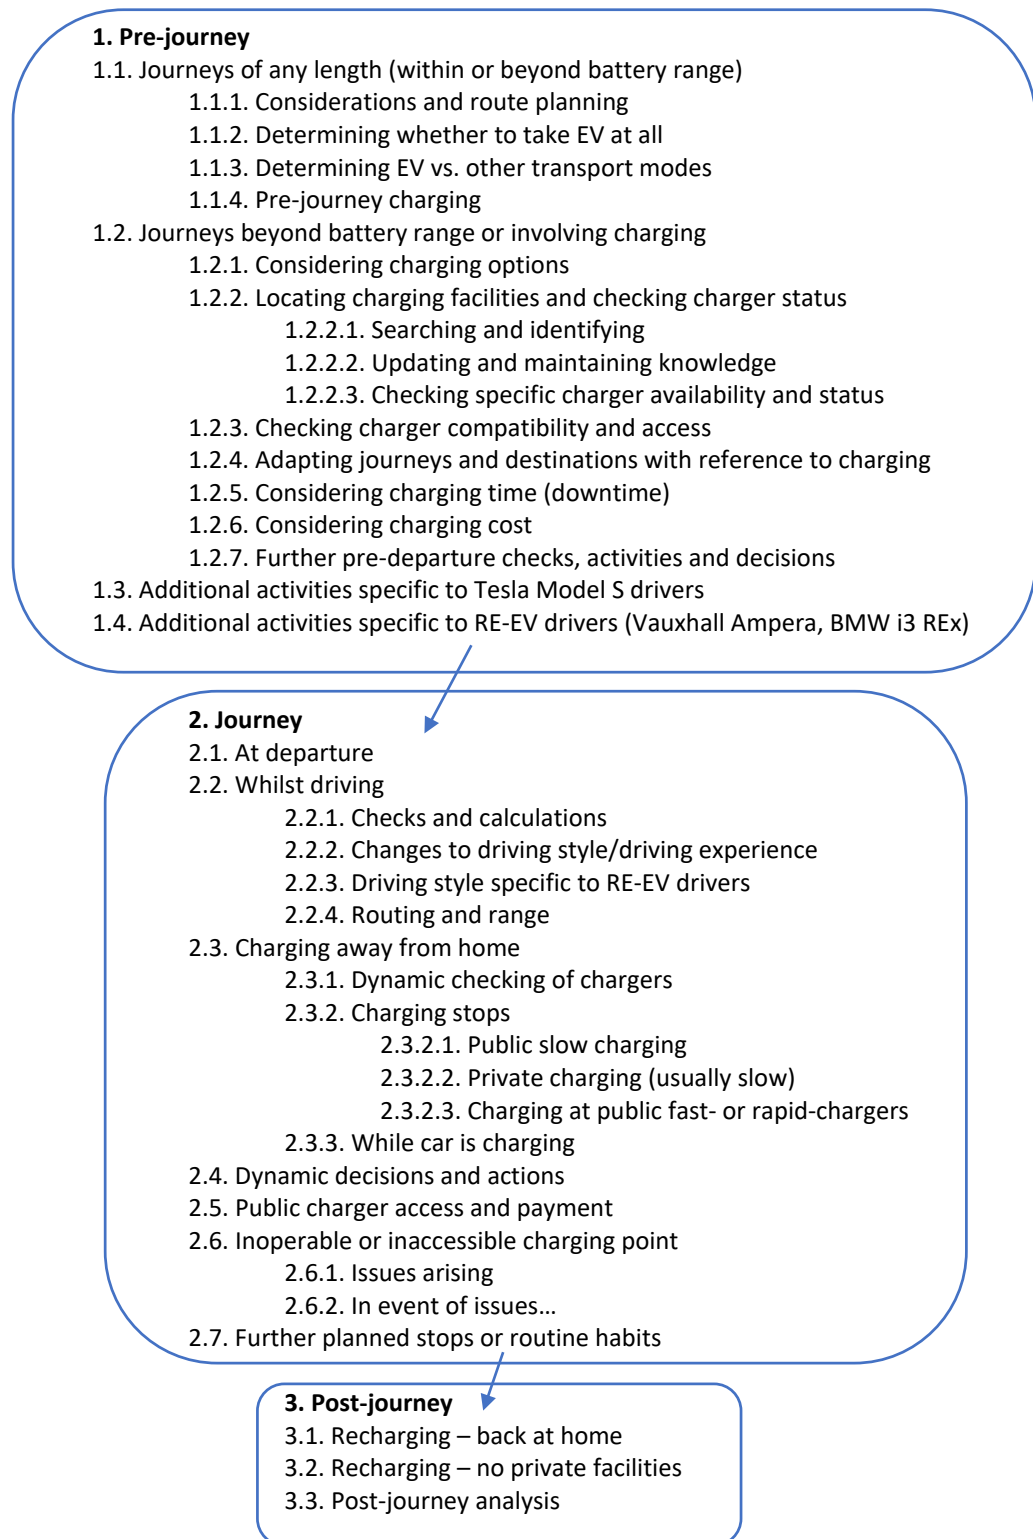 1. Pre-journey
1.1. Journeys of any length (within or beyond battery range)
1.1.1. Considerations and route planning
1.1.2. Determining whether to take EV at all
1.1.3. Determining EV vs. other transport modes
1.1.4. Pre-journey charging
1.2. Journeys beyond battery range or involving charging
1.2.1. Considering charging options
1.2.2. Locating charging facilities and checking charger status
1.2.2.1. Searching and identifying
1.2.2.2. Updating and maintaining knowledge
1.2.2.3. Checking specific charger availability and status
1.2.3. Checking charger compatibility and access
1.2.4. Adapting journeys and destinations with reference to charging
1.2.5. Considering charging time (downtime)
1.2.6. Considering charging cost
1.2.7. Further pre-departure checks, activities and decisions
1.3. Additional activities specific to Tesla Model S drivers
1.4. Additional activities specific to RE-EV drivers (Vauxhall Ampera, BMW i3 REx)
2. Journey
2.1. At departure
2.2. Whilst driving
2.2.1. Checks and calculations
2.2.2. Changes to driving style/driving experience
2.2.3. Driving style specific to RE-EV drivers
2.2.4. Routing and range
2.3. Charging away from home
2.3.1. Dynamic checking of chargers
2.3.2. Charging stops
2.3.2.1. Public slow charging
2.3.2.2. Private charging (usually slow)
2.3.2.3. Charging at public fast- or rapid-chargers
2.3.3. While car is charging
2.4. Dynamic decisions and actions
2.5. Public charger access and payment
2.6. Inoperable or inaccessible charging point
2.6.1. Issues arising
2.6.2. In event of issues…
2.7. Further planned stops or routine habits
3. Post-journey
3.1. Recharging – back at home
3.2. Recharging – no private facilities
3.3. Post-journey analysis